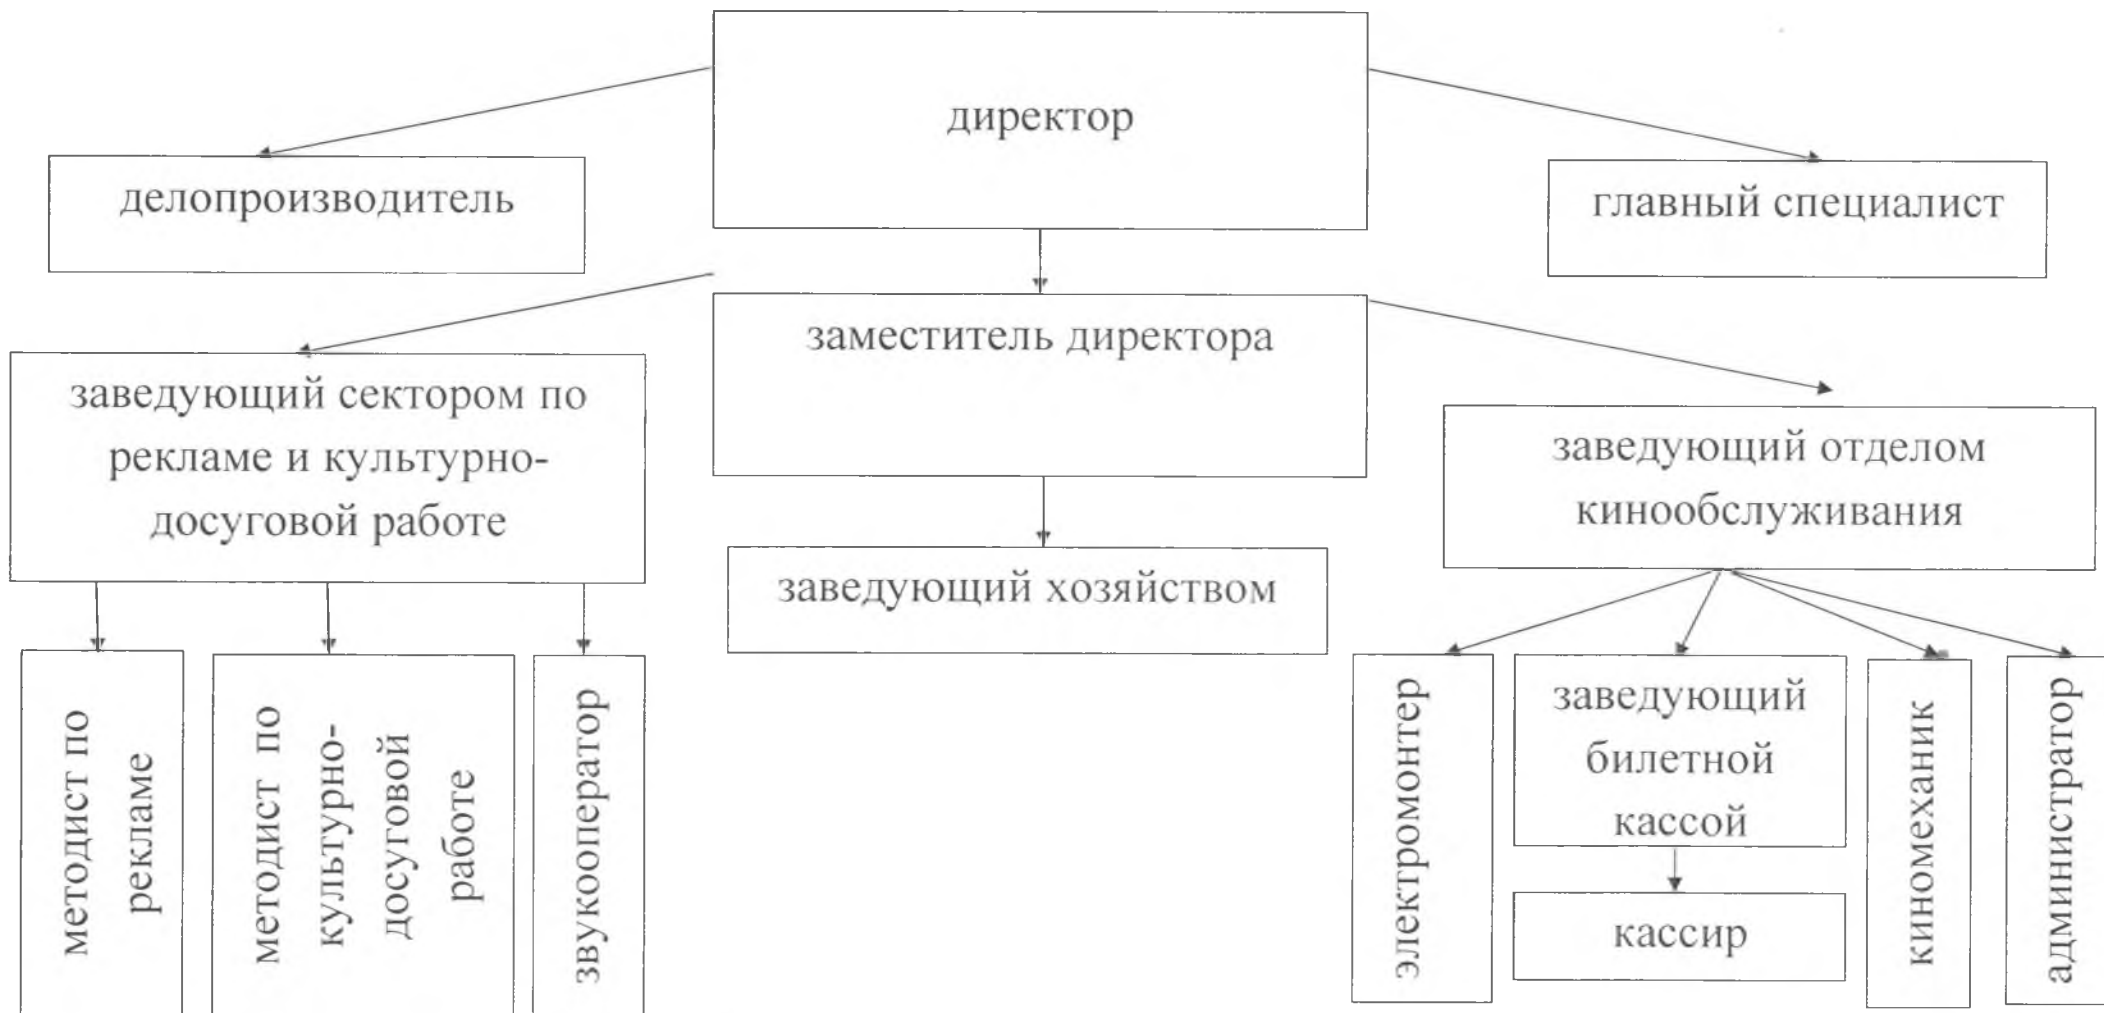 директор
делопроизводитель
главный специалист
заместитель директора
заведующий сектором по
рекламе и культурно-
досуговой работе
заведующий отделом
кинообслуживания
заведующий хозяйством
методист по
рекламе
методист по
культурно-
досуговой
работе
звукооператор
электромонтер
заведующий
билетной
кассой
кассир
киномеханик
администратор